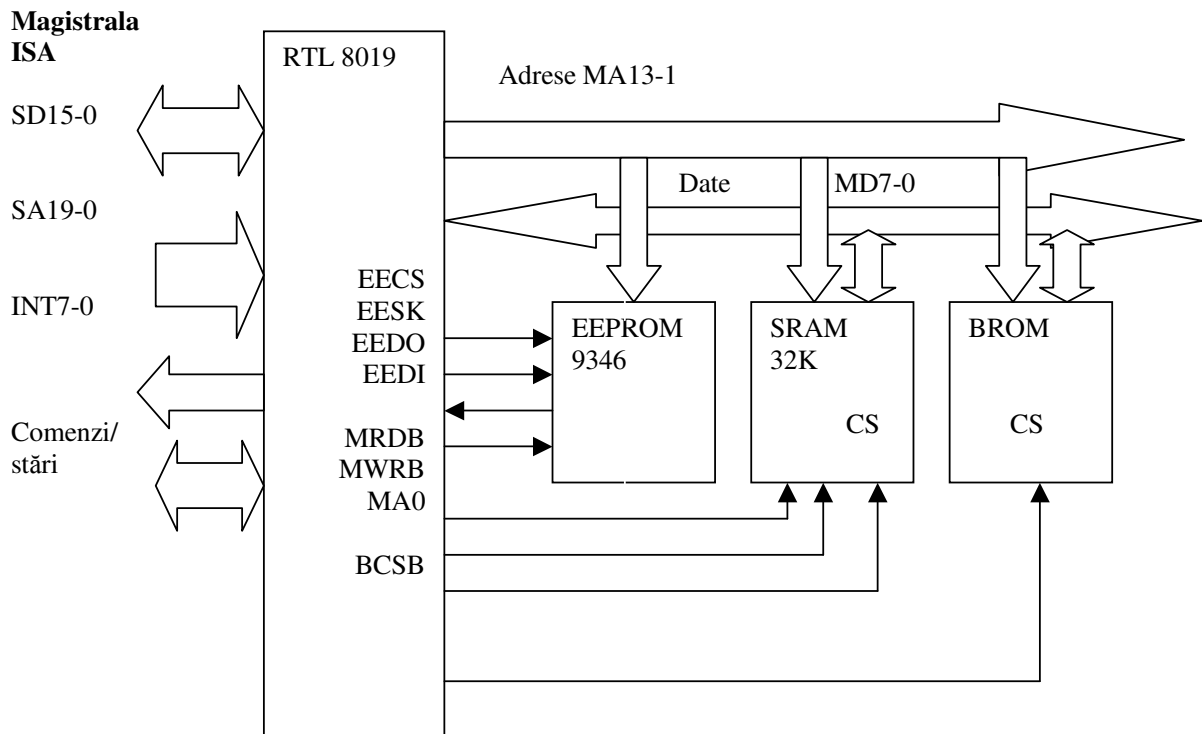 Magistrala
ISA
RTL 8019
Adrese MA13-1
SD15-0
Date MD7-0
SA19-0
INT7-0
EECS
EESK
EEDO
EEDI
EEPROM
9346
SRAM
32K
BROM
CS
CS
Comenzi/
stări
MRDB
MWRB
MA0
BCSB